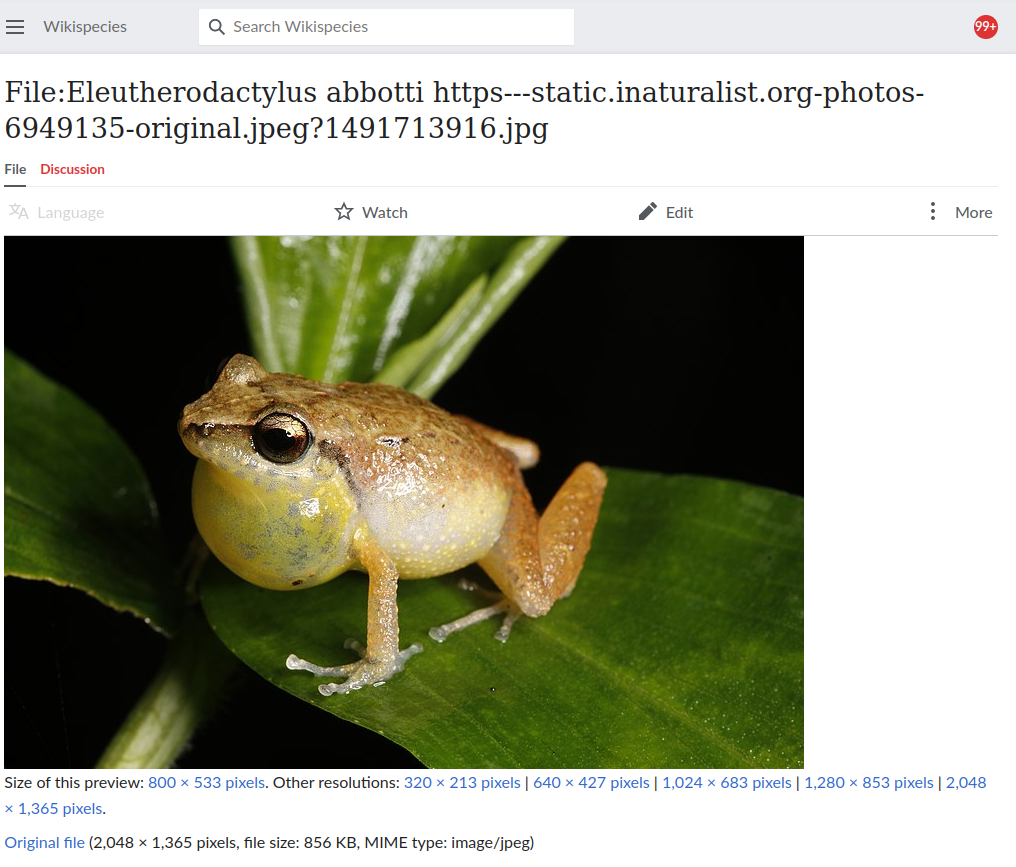 Wikispecies
Search Wikispecies
99+
File:Eleutherodactylus abbotti https---static.inaturalist.org-photos-
6949135-original.jpeg?1491713916.jpg
File Discussion
Language Watch Edit More
Size of this preview: 800 × 533 pixels. Other resolutions: 320 × 213 pixels | 640 × 427 pixels | 1,024 × 683 pixels | 1,280 × 853 pixels | 2,048
× 1,365 pixels.
Original file (2,048 × 1,365 pixels, file size: 856 KB, MIME type: image/jpeg)